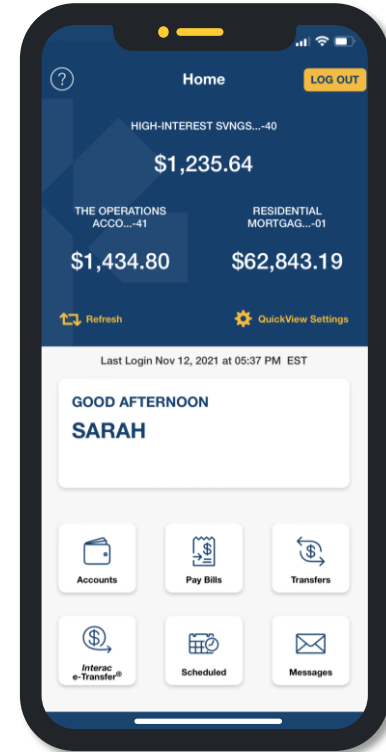 ?
Home
LOG OUT
HIGH-INTEREST SVNGS...-40
$1,235.64
THE OPERATIONS
ACCO...-41
$1,434.80
RESIDENTIAL
MORTGAG...-01
$62,843.19
Refresh
QuickView Settings
Last Login Nov 12, 2021 at 05:37 PM EST
GOOD AFTERNOON
SARAH
Accounts
Pay Bills
Transfers
Interac
e-Transfer®
Scheduled
Messages